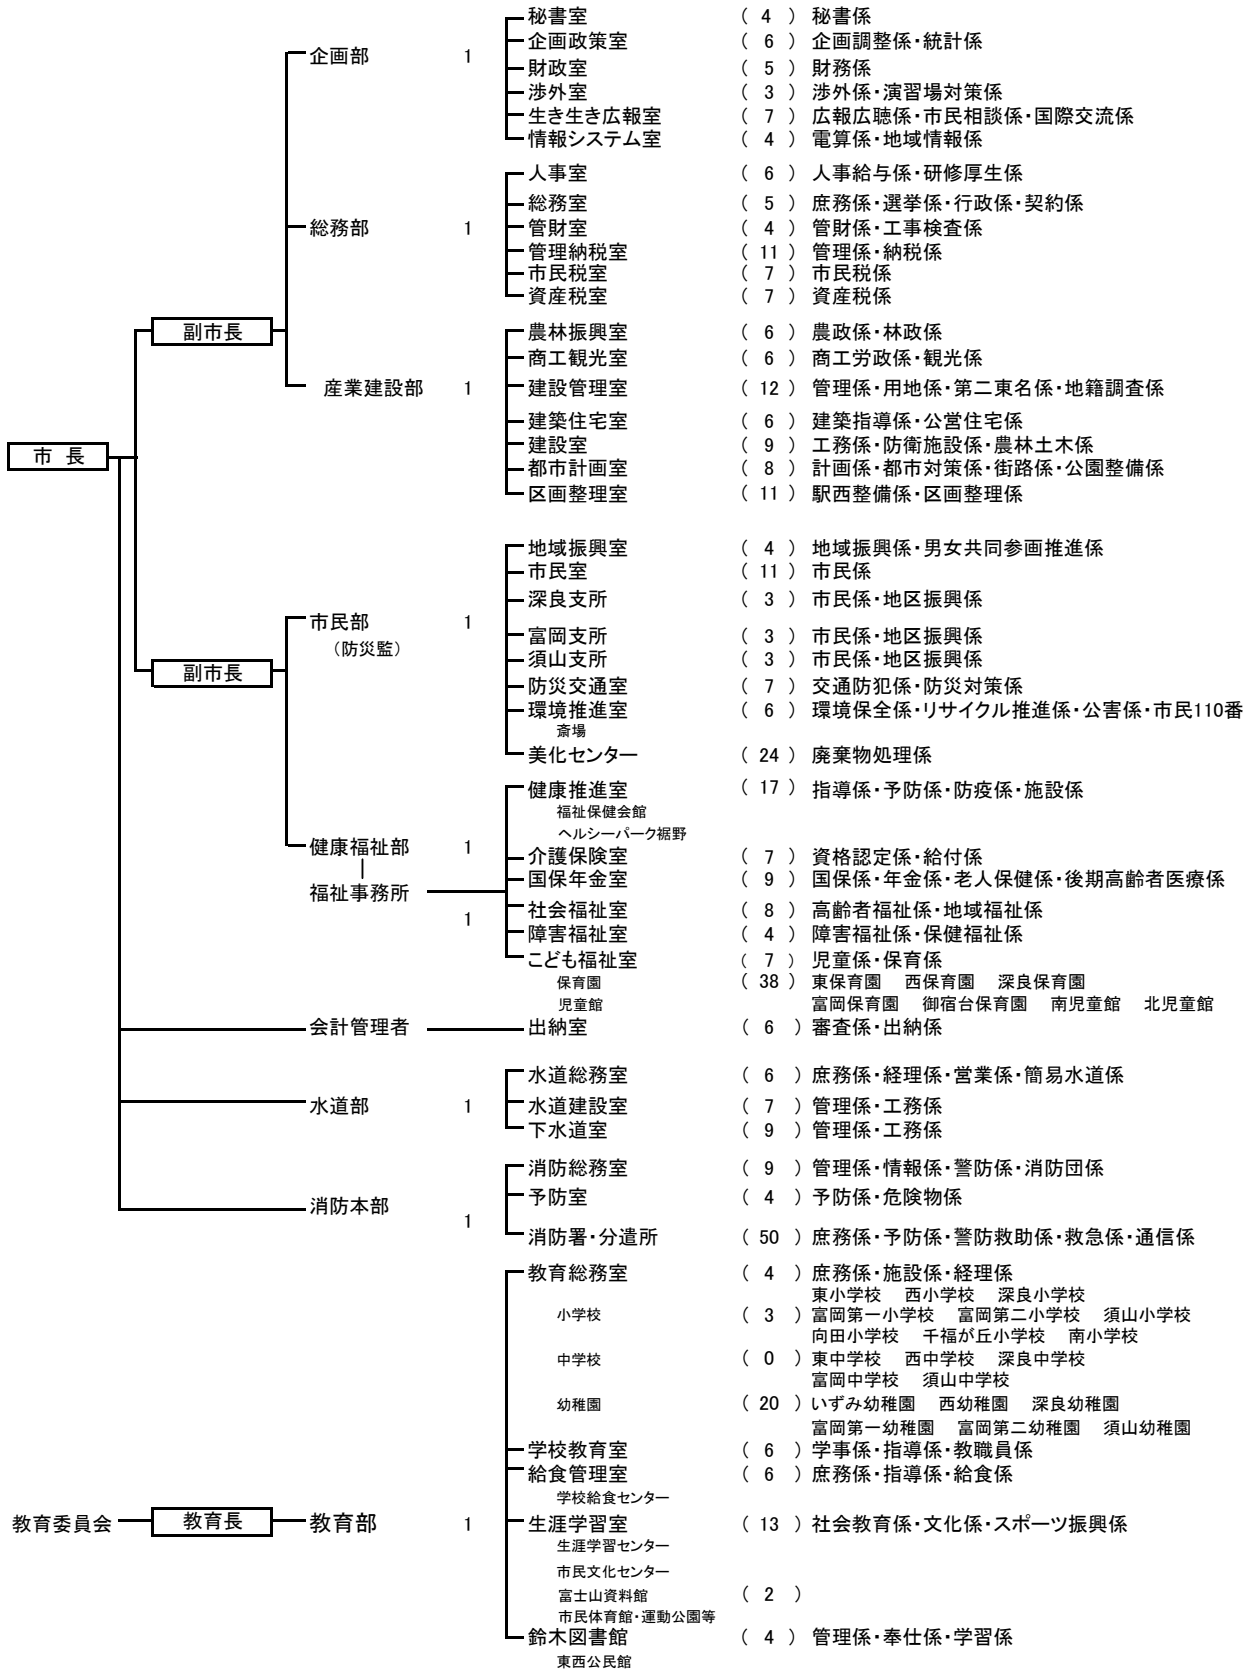 秘書室 ( 4 ) 秘書係
企画部 1 企画政策室 ( 6 ) 企画調整係・統計係
財政室 ( 5 ) 財務係
渉外室 ( 3 ) 渉外係・演習場対策係
生き生き広報室 ( 7 ) 広報広聴係・市民相談係・国際交流係
情報システム室 ( 4 ) 電算係・地域情報係
人事室 ( 6 ) 人事給与係・研修厚生係
総務室 ( 5 ) 庶務係・選挙係・行政係・契約係
総務部 1 管財室 ( 4 ) 管財係・工事検査係
管理納税室 ( 11 ) 管理係・納税係
市民税室 ( 7 ) 市民税係
資産税室 ( 7 ) 資産税係
副市長 農林振興室 ( 6 ) 農政係・林政係
商工観光室 ( 6 ) 商工労政係・観光係
産業建設部 1 建設管理室 ( 12 ) 管理係・用地係・第二東名係・地籍調査係
建築住宅室 ( 6 ) 建築指導係・公営住宅係
市 長 建設室 ( 9 ) 工務係・防衛施設係・農林土木係
都市計画室 ( 8 ) 計画係・都市対策係・街路係・公園整備係
区画整理室 ( 11 ) 駅西整備係・区画整理係
地域振興室 ( 4 ) 地域振興係・男女共同参画推進係
市民室 ( 11 ) 市民係
深良支所 ( 3 ) 市民係・地区振興係
市民部 1 富岡支所 ( 3 ) 市民係・地区振興係
（防災監）
副市長 須山支所 ( 3 ) 市民係・地区振興係
防災交通室 ( 7 ) 交通防犯係・防災対策係
環境推進室 ( 6 ) 環境保全係・リサイクル推進係・公害係・市民110番
斎場
美化センター ( 24 ) 廃棄物処理係
健康推進室 ( 17 ) 指導係・予防係・防疫係・施設係
福祉保健会館
ヘルシーパーク裾野
健康福祉部 1 介護保険室 ( 7 ) 資格認定係・給付係
国保年金室 ( 9 ) 国保係・年金係・老人保健係・後期高齢者医療係
福祉事務所 1 社会福祉室 ( 8 ) 高齢者福祉係・地域福祉係
障害福祉室 ( 4 ) 障害福祉係・保健福祉係
こども福祉室 ( 7 ) 児童係・保育係
保育園 ( 38 ) 東保育園 西保育園 深良保育園
児童館 富岡保育園 御宿台保育園 南児童館 北児童館
会計管理者 出納室 ( 6 ) 審査係・出納係
水道総務室 ( 6 ) 庶務係・経理係・営業係・簡易水道係
水道部 1 水道建設室 ( 7 ) 管理係・工務係
下水道室 ( 9 ) 管理係・工務係
消防総務室 ( 9 ) 管理係・情報係・警防係・消防団係
予防室 ( 4 ) 予防係・危険物係
消防本部 1
消防署・分遣所 ( 50 ) 庶務係・予防係・警防救助係・救急係・通信係
教育総務室 ( 4 ) 庶務係・施設係・経理係
東小学校 西小学校 深良小学校
小学校 ( 3 ) 富岡第一小学校 富岡第二小学校 須山小学校
向田小学校 千福が丘小学校 南小学校
中学校 ( 0 ) 東中学校 西中学校 深良中学校
富岡中学校 須山中学校
幼稚園 ( 20 ) いずみ幼稚園 西幼稚園 深良幼稚園
富岡第一幼稚園 富岡第二幼稚園 須山幼稚園
学校教育室 ( 6 ) 学事係・指導係・教職員係
給食管理室 ( 6 ) 庶務係・指導係・給食係
学校給食センター
教育委員会 教育長 教育部 1 生涯学習室 ( 13 ) 社会教育係・文化係・スポーツ振興係
生涯学習センター
市民文化センター
富士山資料館 ( 2 )
市民体育館・運動公園等
鈴木図書館 ( 4 ) 管理係・奉仕係・学習係
東西公民館